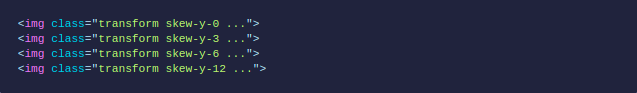 <img class="transform skew-y-0 ...">
<img class="transform skew-y-3 ...">
<img class="transform skew-y-6 ...">
<img class="transform skew-y-12 ...">